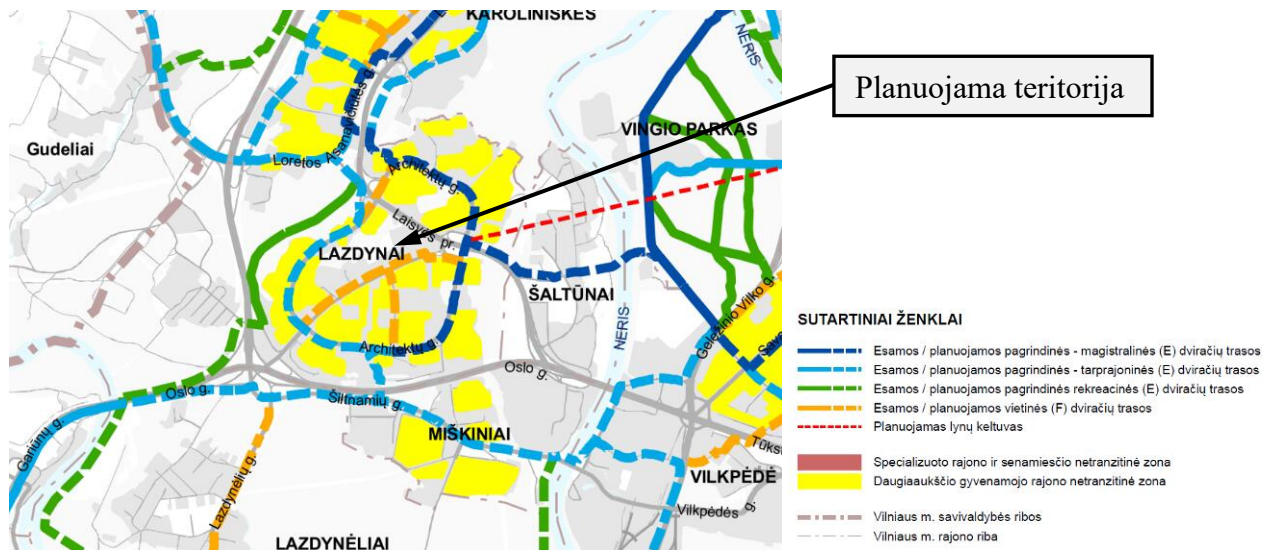 KAROLINIŠKĖS
NERIS
Planuojama teritorija
VINGIO PARKAS
Gudeliai
Loretos Asanavičiūtės g.
Architektų g.
Laisvės pr.
LAZDYNAI
ŠALTŪNAI
NERIS
Geležinio Vilko g.
Architektų g.
Oslo g.
Oslo g.
Šiltnamių g.
Gariūnų g.
MIŠKINIAI
Lazdynėlių g.
VILKPĖDĖ
Vilkpėdės g.
LAZDYNĖLIAI
SUTARTINIAI ŽENKLAI
Esamos / planuojamos pagrindinės - magistralinės (E) dviračių trasos
Esamos / planuojamos pagrindinės - tarprajoninės (E) dviračių trasos
Esamos / planuojamos pagrindinės rekreacinės (E) dviračių trasos
Esamos / planuojamos vietinės (F) dviračių trasos
Planuojamas lynų keltuvas
Specializuoto rajono ir senamiesčio netranzitinė zona
Daugiaaukščio gyvenamojo rajono netranzitinė zona
Vilniaus m. savivaldybės ribos
Vilniaus m. rajono riba